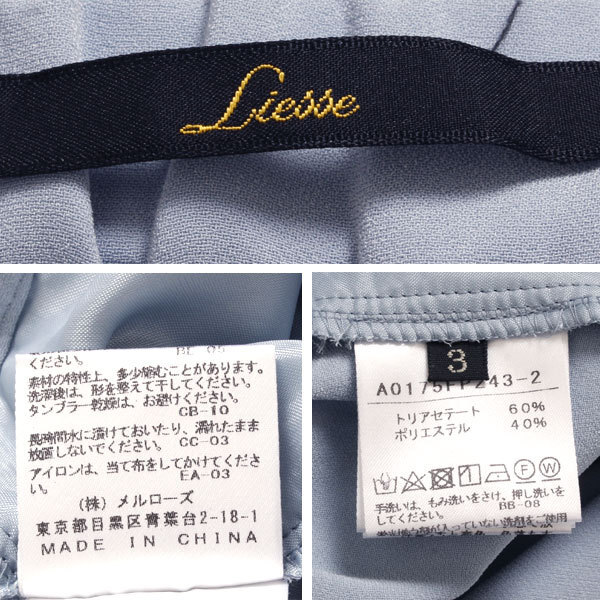 Liesse
BE-05
ください。
素材の特性上、多少縮むことがあります。
洗濯後は、形を整えて干してください。
タンブラー乾燥は、お避けください。
CB-10
長時間水に漬けておいたり、濡れたまま
放置しないでください。 CC-03
アイロンは、当て布をしてかけてくださ
い。 EA-03
(株) メルローズ
東京都目黒区青葉台2-18-1
MADE IN CHINA
3
A0175FP243-2
トリアセテート 60%
ポリエステル 40%
手洗いは、もみ洗いをさけ、押し洗いを
してください。 BB-08